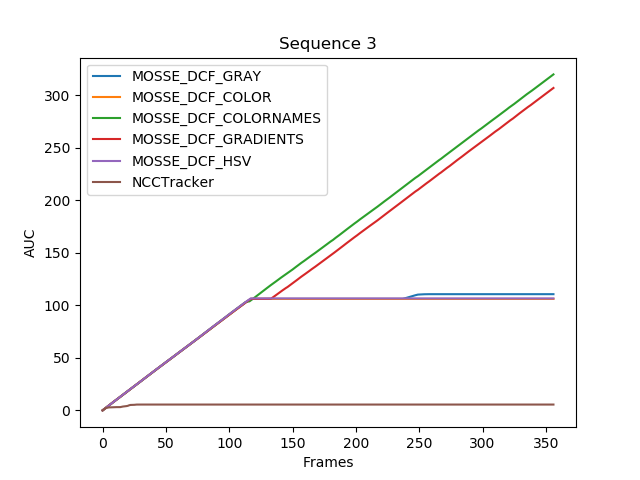 Sequence 3
MOSSE_DCF_GRAY
MOSSE_DCF_COLOR
MOSSE_DCF_COLORNAMES
MOSSE_DCF_GRADIENTS
MOSSE_DCF_HSV
NCCTracker
AUC
300
250
200
150
100
50
0
0 50 100 150 200 250 300 350
Frames